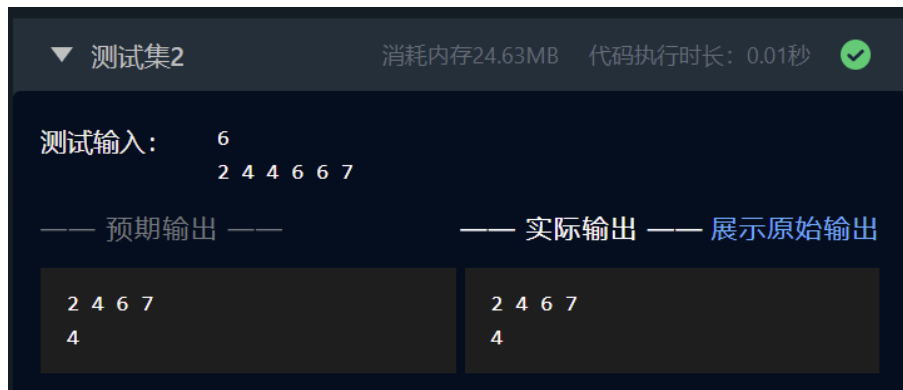 ▼ 测试集2 消耗内存24.63MB 代码执行时长：0.01秒
测试输入： 6
2 4 4 6 6 7
—— 预期输出 —— —— 实际输出 —— 展示原始输出
2 4 6 7 2 4 6 7
4 4